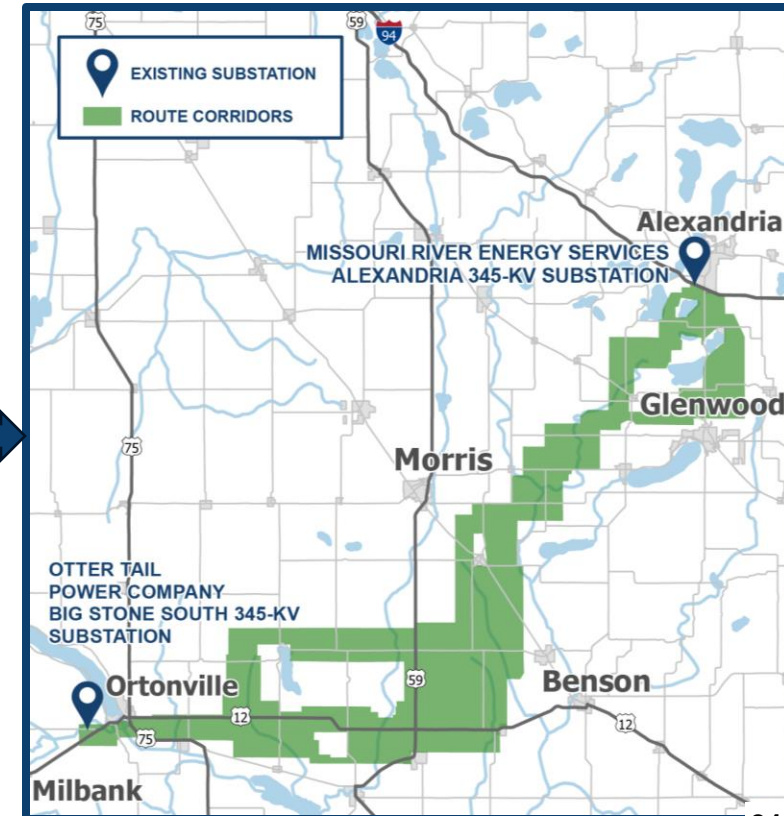 75
59
94
EXISTING SUBSTATION
ROUTE CORRIDORS
Alexandria
MISSOURI RIVER ENERGY SERVICES
ALEXANDRIA 345-KV SUBSTATION
Glenwood
75
Morris
OTTER TAIL
POWER COMPANY
BIG STONE SOUTH 345-KV
SUBSTATION
59
Ortonville
Benson
12
12
75
Milbank